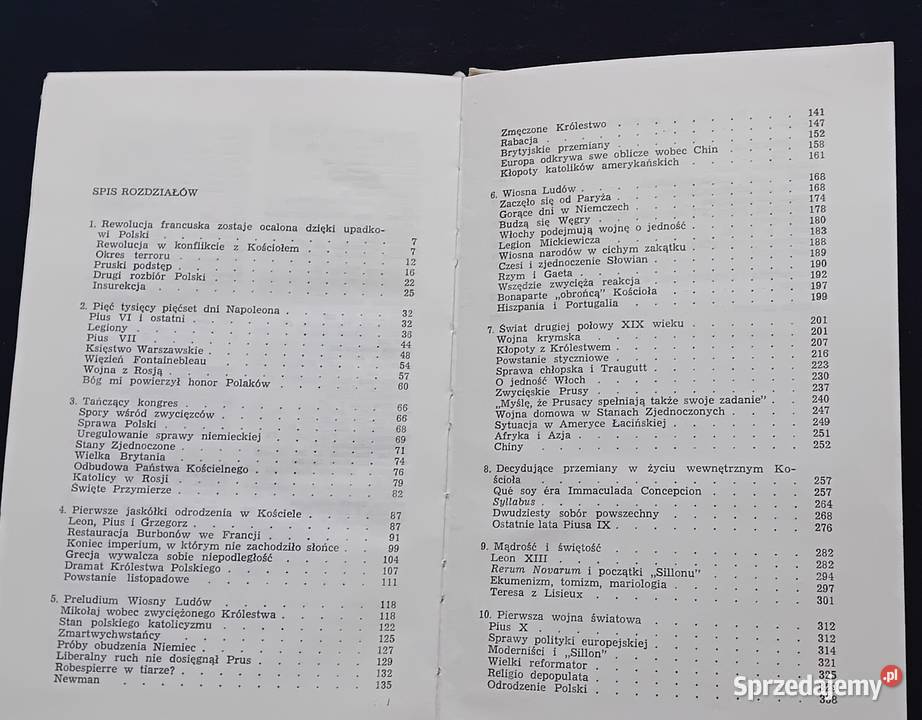 SPIS ROZDZIAŁÓW
1. Rewolucja francuska zostaje ocalona dzięki upadko-
wi Polski . . . . . 7
Rewolucja w konflikcie z Kościołem . . . . . 7
Okres terroru . . . . . 12
Pruski podstęp . . . . . 16
Drugi rozbiór Polski . . . . . 22
Insurekcja . . . . . 25
2. Pięć tysięcy pięćset dni Napoleona . . . . . 32
Pius VI i ostatni . . . . . 32
Legiony . . . . . 36
Pius VII . . . . . 44
Księstwo Warszawskie . . . . . 48
Więzień Fontainebleau . . . . . 54
Wojna z Rosją . . . . . 57
Bóg mi powierzył honor Polaków . . . . . 60
3. Tańczący kongres . . . . . 66
Spory wśród zwycięzców . . . . . 66
Sprawa Polski . . . . . 68
Uregulowanie sprawy niemieckiej . . . . . 69
Stany Zjednoczone . . . . . 71
Wielka Brytania . . . . . 74
Odbudowa Państwa Kościelnego . . . . . 76
Katolicy w Rosji . . . . . 79
Święte Przymierze . . . . . 82
4. Pierwsze jaskółki odrodzenia w Kościele . . . . . 87
Leon, Pius i Grzegorz . . . . . 87
Restauracja Burbonów we Francji . . . . . 91
Koniec imperium, w którym nie zachodziło słońce . . . . . 99
Grecja wywalcza sobie niepodległość . . . . . 104
Dramat Królestwa Polskiego . . . . . 107
Powstanie listopadowe . . . . . 111
5. Preludium Wiosny Ludów . . . . . 118
Mikołaj wobec zwyciężonego Królestwa . . . . . 118
Stan polskiego katolicyzmu . . . . . 122
Zmartwychwstańcy . . . . . 125
Próby obudzenia Niemiec . . . . . 127
Liberalny ruch nie dosięgnął Prus . . . . . 129
Robespierre w tiarze? . . . . . 132
Newman . . . . . 135
Zmęczone Królestwo . . . . . 141
Rabacja . . . . . 147
Brytyjskie przemiany . . . . . 152
Europa odkrywa swe oblicze wobec Chin . . . . . 158
Kłopoty katolików amerykańskich . . . . . 161
6. Wiosna Ludów . . . . . 168
Zaczęło się od Paryża . . . . . 168
Gorące dni w Niemczech . . . . . 174
Budzą się Węgry . . . . . 178
Włochy podejmują wojnę o jedność . . . . . 180
Legion Mickiewicza . . . . . 183
Wiosna narodów w cichym zakątku . . . . . 188
Czesi i zjednoczenie Słowian . . . . . 189
Rzym i Gaeta . . . . . 190
Wszędzie zwycięża reakcja . . . . . 192
Bonaparte „obrońcą” Kościoła . . . . . 197
Hiszpania i Portugalia . . . . . 199
7. Świat drugiej połowy XIX wieku . . . . . 201
Wojna krymska . . . . . 201
Kłopoty z Królestwem . . . . . 207
Powstanie styczniowe . . . . . 216
Sprawa chłopska i Traugutt . . . . . 223
O jedność Włoch . . . . . 230
Zwycięskie Prusy . . . . . 237
„Myślę, że Prusacy spełniają także swoje zadanie” . . . . . 240
Wojna domowa w Stanach Zjednoczonych . . . . . 247
Sytuacja w Ameryce Łacińskiej . . . . . 249
Afryka i Azja . . . . . 251
Chiny . . . . . 252
8. Decydujące przemiany w życiu wewnętrznym Ko-
ścioła . . . . . 257
Qué soy éra Immaculada Concepcion . . . . . 257
Syllabus . . . . . 264
Dwudziesty sobór powszechny . . . . . 268
Ostatnie lata Piusa IX . . . . . 276
9. Mądrość i świętość . . . . . 282
Leon XIII . . . . . 282
Rerum Novarum i początki „Sillonu” . . . . . 294
Ekumenizm, tomizm, mariologia . . . . . 297
Teresa z Lisieux . . . . . 301
10. Pierwsza wojna światowa . . . . . 312
Pius X . . . . . 312
Sprawy polityki europejskiej . . . . . 314
Moderniści i „Sillon” . . . . . 321
Wielki reformator . . . . . 325
Religio depopulata . . . . .
Odrodzenie Polski . . . . . 338
Sprzedajemy.pl